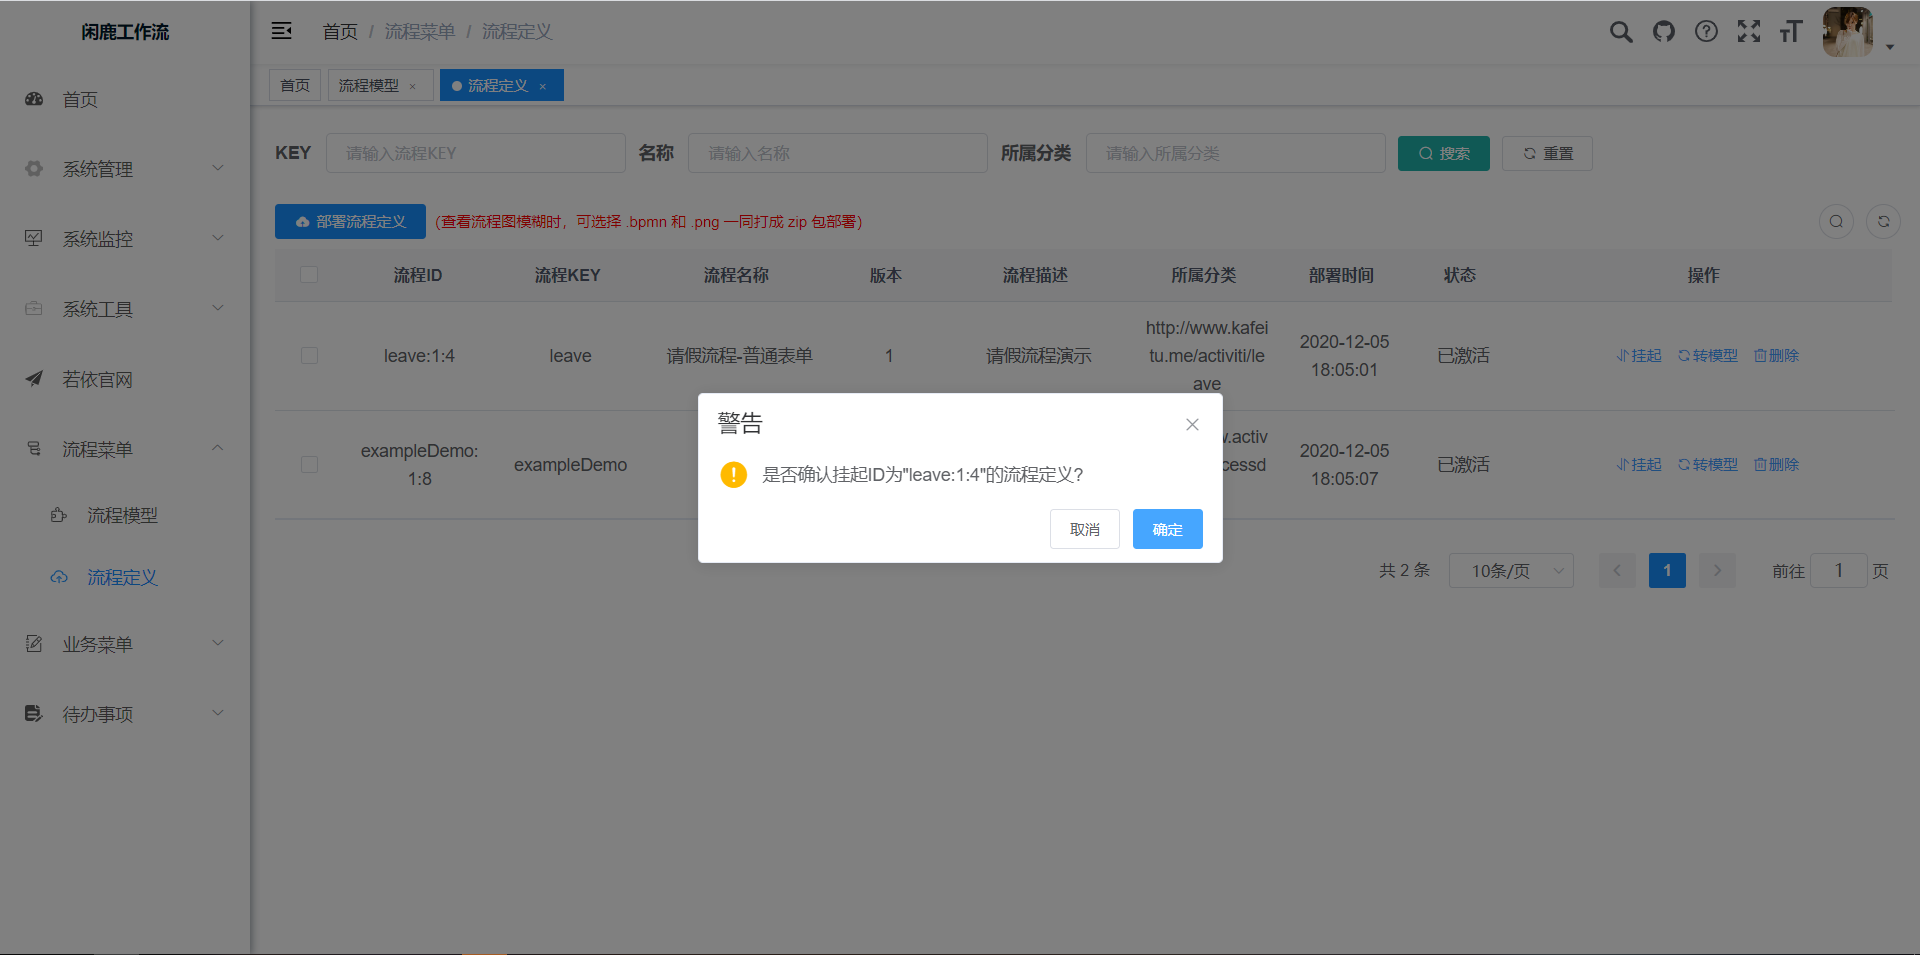 闲鹿工作流
首页 / 流程菜单 / 流程定义
首页
流程模型 ×
流程定义 ×
首页
系统管理
系统监控
系统工具
若依官网
流程菜单
流程模型
流程定义
业务菜单
待办事项
KEY 请输入流程KEY 名称 请输入名称 所属分类 请输入所属分类 搜索 重置
部署流程定义 (查看流程图模糊时，可选择 .bpmn 和 .png 一同打成 zip 包部署)
流程ID 流程KEY 流程名称 版本 流程描述 所属分类 部署时间 状态 操作
leave:1:4 leave 请假流程-普通表单 1 请假流程演示
http://www.kafei
tu.me/activiti/le
ave
2020-12-05
18:05:01
已激活 挂起 转模型 删除
exampleDemo:
1:8
exampleDemo
.activ
cessd
2020-12-05
18:05:07
已激活 挂起 转模型 删除
警告
是否确认挂起ID为"leave:1:4"的流程定义?
取消 确定
共 2 条 10条/页 1 前往 1 页